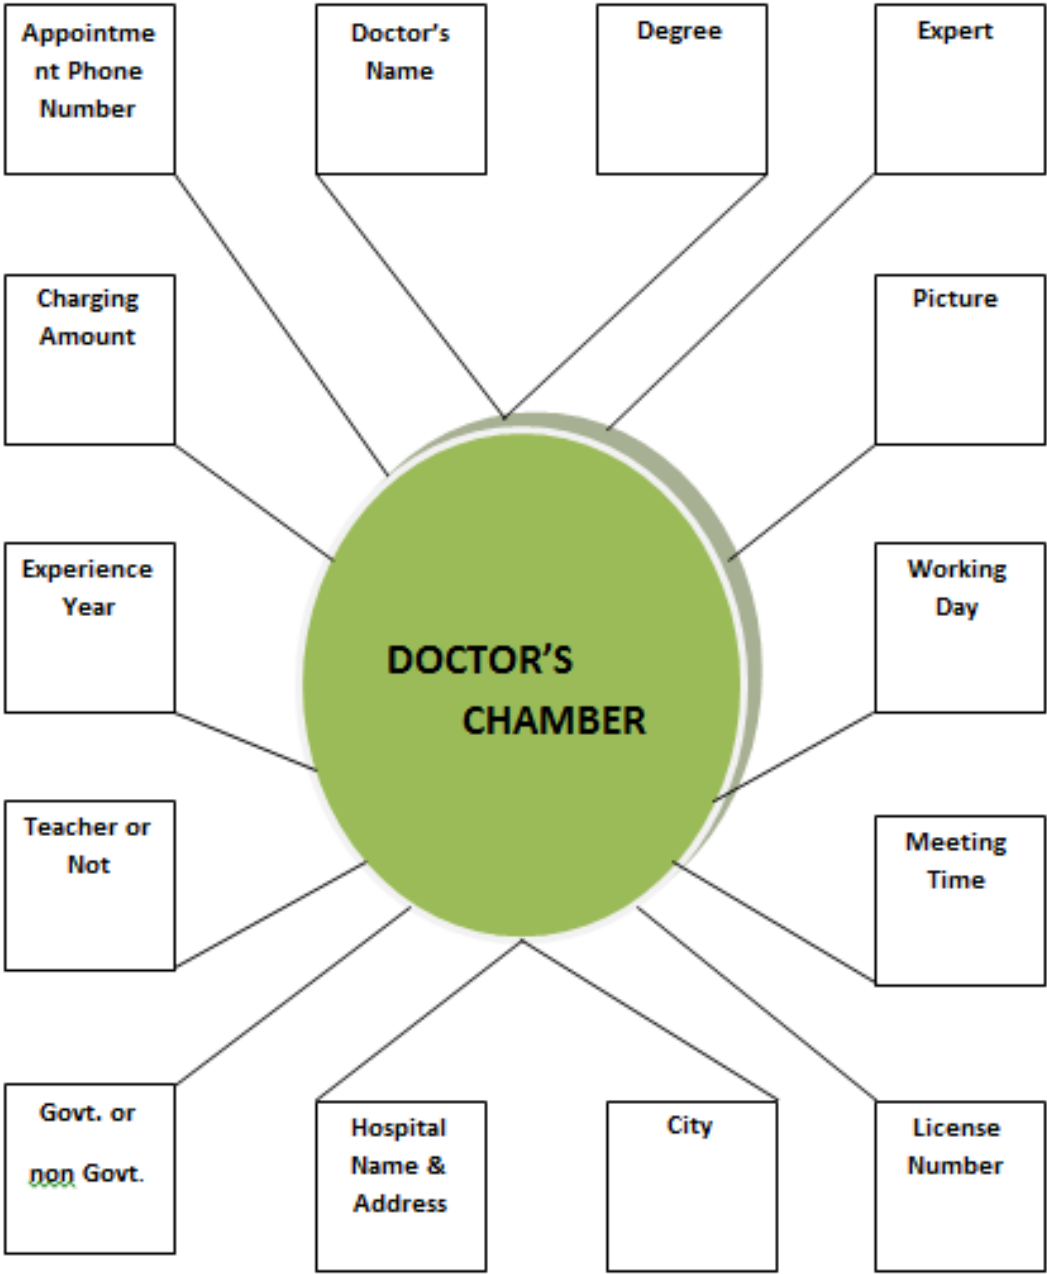 Appointme
nt Phone
Number
Doctor’s
Name
Degree
Expert
Charging
Amount
Picture
Experience
Year
Working
Day
DOCTOR’S
CHAMBER
Teacher or
Not
Meeting
Time
Govt. or
non Govt.
Hospital
Name &
Address
City
License
Number